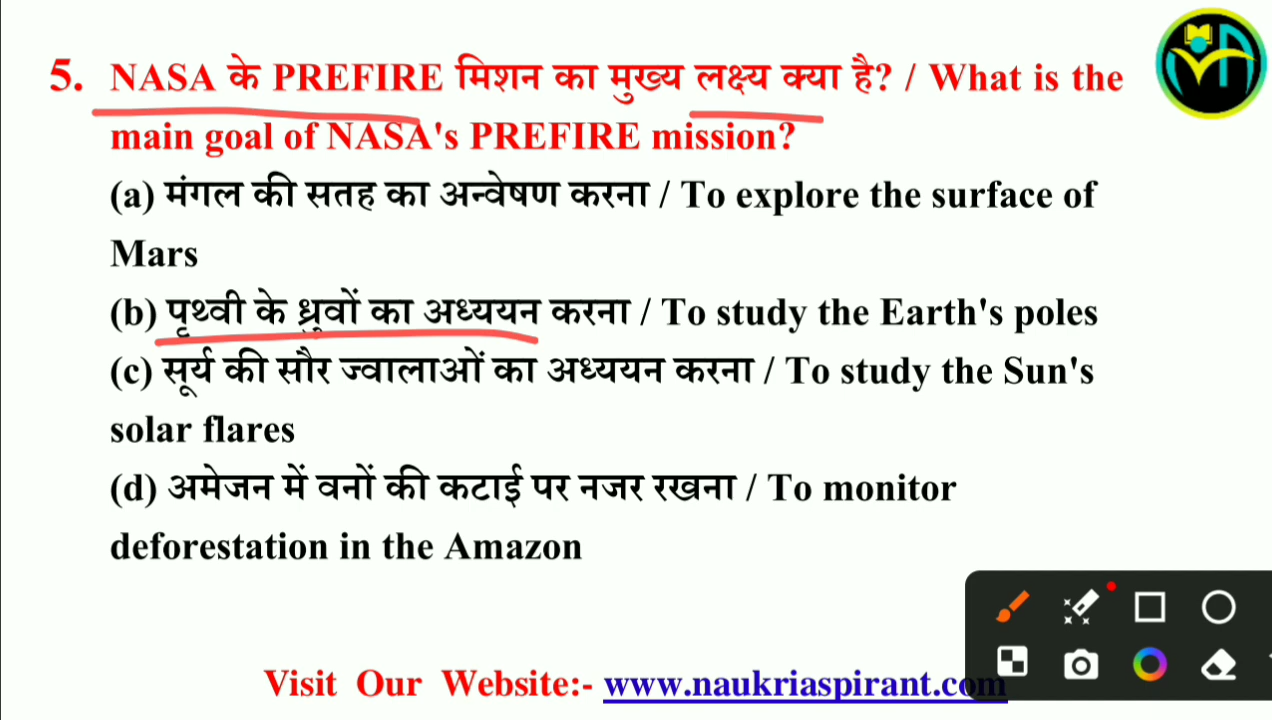 5. NASA के PREFIRE मिशन का मुख्य लक्ष्य क्या है? / What is the
main goal of NASA's PREFIRE mission?
(a) मंगल की सतह का अन्वेषण करना / To explore the surface of
Mars
(b) पृथ्वी के ध्रुवों का अध्ययन करना / To study the Earth's poles
(c) सूर्य की सौर ज्वालाओं का अध्ययन करना / To study the Sun's
solar flares
(d) अमेजन में वनों की कटाई पर नजर रखना / To monitor
deforestation in the Amazon
Visit Our Website:- www.naukriaspirant.com